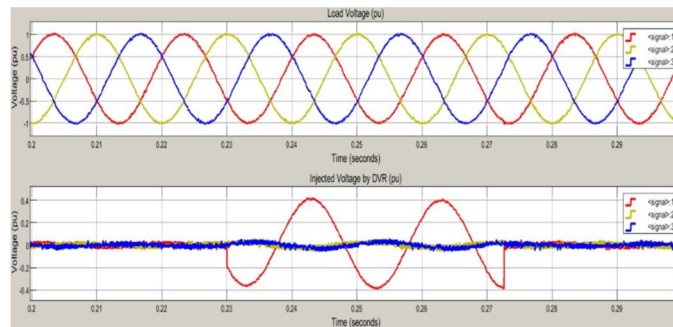 Load Voltage (pu)
Voltage (pu)
1
0.5
0
-0.5
-1
<signal>:1
<signal>:2
<signal>:3
0.2 0.21 0.22 0.23 0.24 0.25 0.26 0.27 0.28 0.29
Time (seconds)
Injected Voltage by DVR (pu)
Voltage (pu)
0.4
0.2
0
-0.2
-0.4
<signal>:1
<signal>:2
<signal>:3
0.2 0.21 0.22 0.23 0.24 0.25 0.26 0.27 0.28 0.29
Time (seconds)